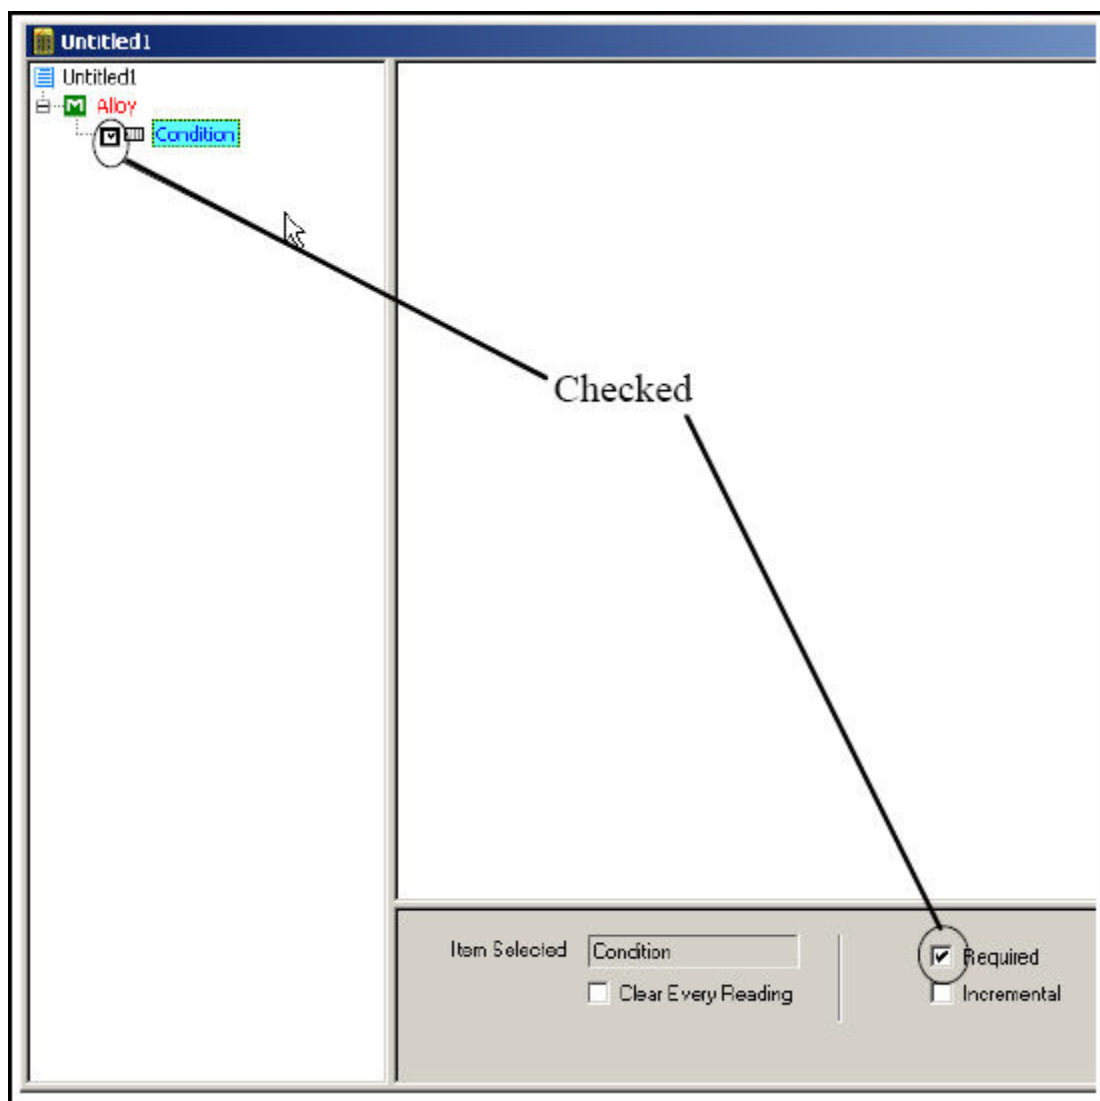 Untitled1
Untitled1
M Alloy
Condition
Checked
Item Selected Condition Required
Clear Every Reading Incremental